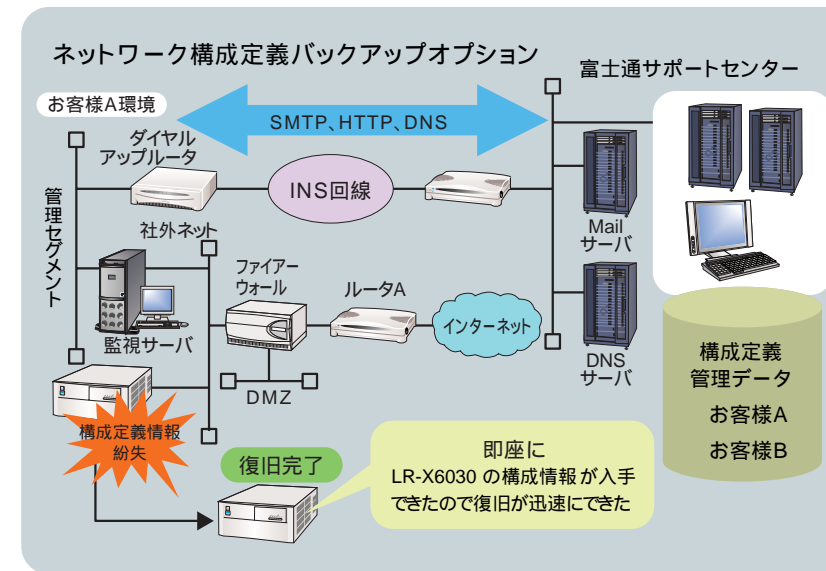 ネットワーク構成定義バックアップオプション
富士通サポートセンター
お客様A環境
SMTP、HTTP、DNS
ダイヤル
アップルータ
INS回線
管理セグメント
社外ネット
Mail
サーバ
ファイアー
ウォール
ルータA
インターネット
監視サーバ
DMZ
DNS
サーバ
構成定義
管理データ
お客様A
お客様B
構成定義情報
紛失
復旧完了
即座に
LR-X6030 の構成情報が入手
できたので復旧が迅速にできた